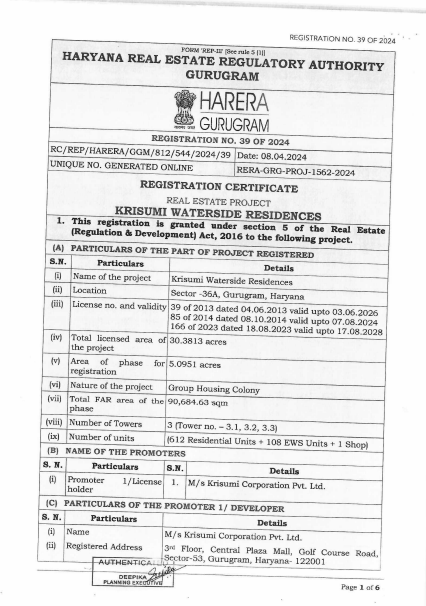 REGISTRATION NO. 39 OF 2024
FORM 'REP-III' [See rule 5 (1)]
HARYANA REAL ESTATE REGULATORY AUTHORITY
GURUGRAM
HARERA
GURUGRAM
REGISTRATION NO. 39 OF 2024
RC/REP/HARERA/GGM/812/544/2024/39 Date: 08.04.2024
UNIQUE NO. GENERATED ONLINE RERA-GRG-PROJ-1562-2024
REGISTRATION CERTIFICATE
REAL ESTATE PROJECT
KRISUMI WATERSIDE RESIDENCES
1. This registration is granted under section 5 of the Real Estate
(Regulation & Development) Act, 2016 to the following project.
(A) PARTICULARS OF THE PART OF PROJECT REGISTERED
S.N. Particulars Details
(i) Name of the project Krisumi Waterside Residences
(ii) Location Sector -36A, Gurugram, Haryana
(iii) License no. and validity 39 of 2013 dated 04.06.2013 valid upto 03.06.2026
85 of 2014 dated 08.10.2014 valid upto 07.08.2024
166 of 2023 dated 18.08.2023 valid upto 17.08.2028
(iv) Total licensed area of 30.3813 acres
the project
(v) Area of phase for 5.0951 acres
registration
(vi) Nature of the project Group Housing Colony
(vii) Total FAR area of the 90,684.63 sqm
phase
(viii) Number of Towers 3 (Tower no. – 3.1, 3.2, 3.3)
(ix) Number of units (612 Residential Units + 108 EWS Units + 1 Shop)
(B) NAME OF THE PROMOTERS
S. N. Particulars S.N. Details
(i) Promoter 1/License 1. M/s Krisumi Corporation Pvt. Ltd.
holder
(C) PARTICULARS OF THE PROMOTER 1/ DEVELOPER
S. N. Particulars Details
(i) Name M/s Krisumi Corporation Pvt. Ltd.
(ii) Registered Address 3rd Floor, Central Plaza Mall, Golf Course Road,
Sector-53, Gurugram, Haryana- 122001
DEEPIKA
PLANNING EXECUTIVE
Page 1 of 6